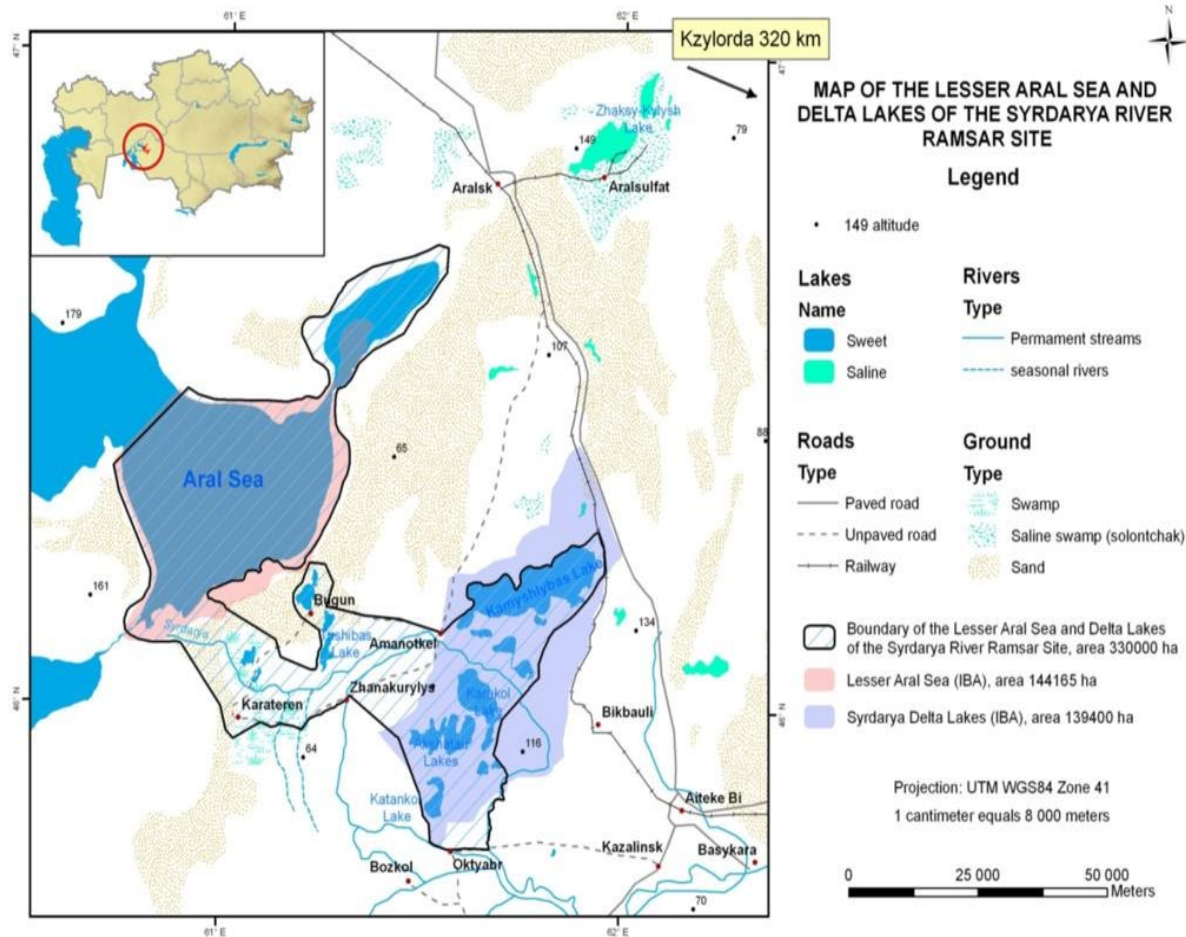 61° E
62° E
N
47° N
Kzylorda 320 km
47°
MAP OF THE LESSER ARAL SEA AND
DELTA LAKES OF THE SYRDARYA RIVER
RAMSAR SITE
Legend
149 altitude
Lakes
Name
Sweet
Saline
Rivers
Type
Permament streams
seasonal rivers
Roads
Type
Paved road
Unpaved road
Railway
Ground
Type
Swamp
Saline swamp (solontchak)
Sand
Boundary of the Lesser Aral Sea and Delta Lakes
of the Syrdarya River Ramsar Site, area 330000 ha
Lesser Aral Sea (IBA), area 144165 ha
Syrdarya Delta Lakes (IBA), area 139400 ha
Projection: UTM WGS84 Zone 41
1 centimeter equals 8 000 meters
0 25 000 50 000
Meters
Zhaksy-Kylysh
Lake
149
79
Aralsk
Aralsulfat
179
107
65
88
Aral Sea
161
Bugun
Kamyshlybas Lake
Syrdarya
Lake
Amanotkel
134
Zhanakurylys
Karateren
Lake
Bikbauli
46° N
46° N
64
116
Lakes
Katankol
Lake
Aiteke Bi
Kazalinsk
Basykara
Bozkol
Oktyabr
70
61° E
62° E